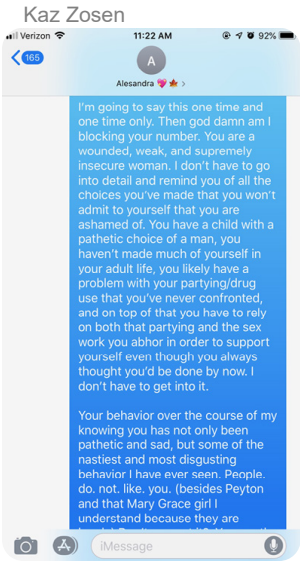 Kaz Zosen
Verizon 11:22 AM 92%
165
A
Alesandra 💖🍁 >
I'm going to say this one time and
one time only. Then god damn am I
blocking your number. You are a
wounded, weak, and supremely
insecure woman. I don't have to go
into detail and remind you of all the
choices you've made that you won't
admit to yourself that you are
ashamed of. You have a child with a
pathetic choice of a man, you
haven't made much of yourself in
your adult life, you likely have a
problem with your partying/drug
use that you've never confronted,
and on top of that you have to rely
on both that partying and the sex
work you abhor in order to support
yourself even though you always
thought you'd be done by now. I
don't have to get into it.
Your behavior over the course of my
knowing you has not only been
pathetic and sad, but some of the
nastiest and most disgusting
behavior I have ever seen. People.
do. not. like. you. (besides Peyton
and that Mary Grace girl I
understand because they are
iMessage